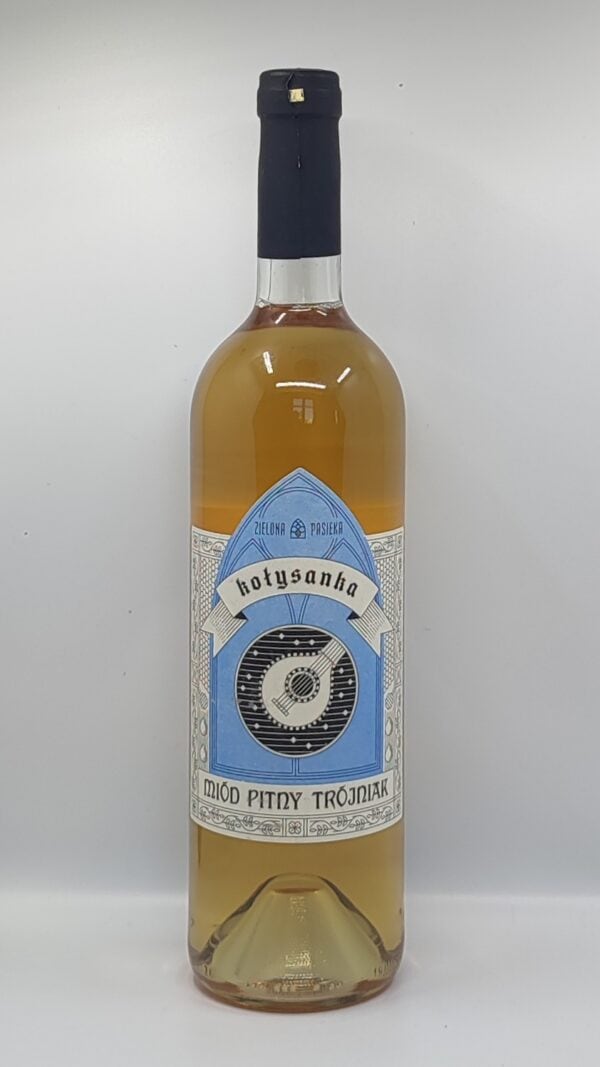 ZIELONA PASIEKA
kołysanka
MIÓD PITNY TRÓJNIAK